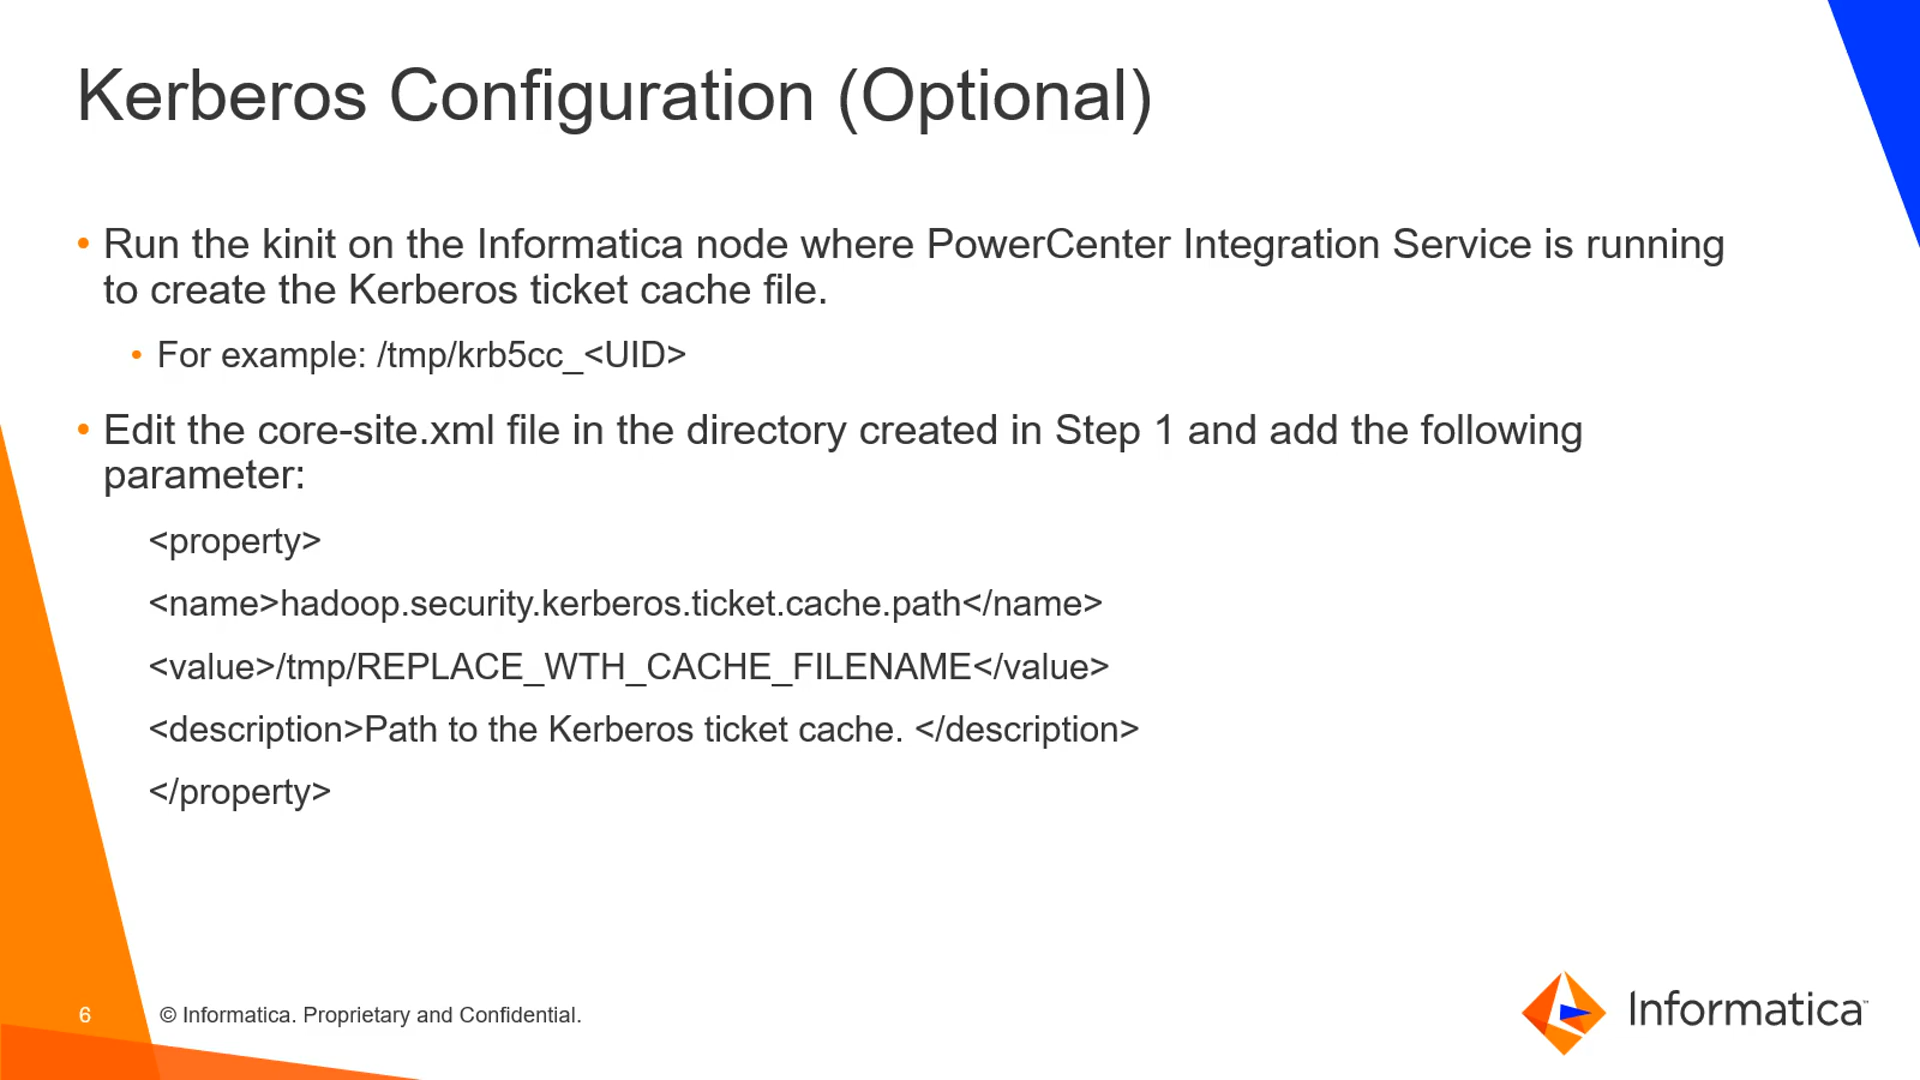 Kerberos Configuration (Optional)
• Run the kinit on the Informatica node where PowerCenter Integration Service is running
to create the Kerberos ticket cache file.
• For example: /tmp/krb5cc_<UID>
• Edit the core-site.xml file in the directory created in Step 1 and add the following
parameter:
<property>
<name>hadoop.security.kerberos.ticket.cache.path</name>
<value>/tmp/REPLACE_WTH_CACHE_FILENAME</value>
<description>Path to the Kerberos ticket cache. </description>
</property>
6
© Informatica. Proprietary and Confidential.
Informatica™